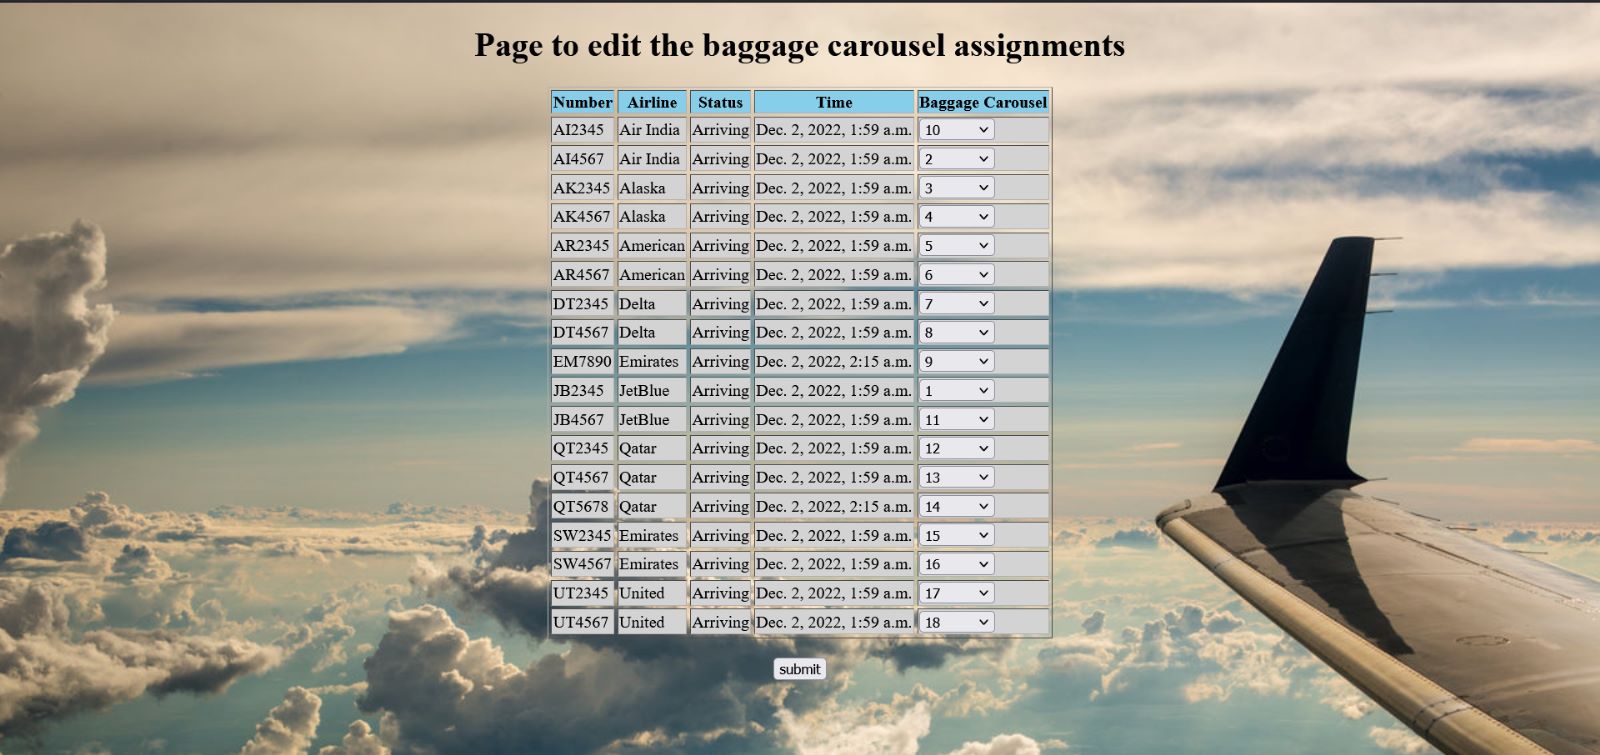 Page to edit the baggage carousel assignments
Number Airline Status Time Baggage Carousel
AI2345 Air India Arriving Dec. 2, 2022, 1:59 a.m. 10
AI4567 Air India Arriving Dec. 2, 2022, 1:59 a.m. 2
AK2345 Alaska Arriving Dec. 2, 2022, 1:59 a.m. 3
AK4567 Alaska Arriving Dec. 2, 2022, 1:59 a.m. 4
AR2345 American Arriving Dec. 2, 2022, 1:59 a.m. 5
AR4567 American Arriving Dec. 2, 2022, 1:59 a.m. 6
DT2345 Delta Arriving Dec. 2, 2022, 1:59 a.m. 7
DT4567 Delta Arriving Dec. 2, 2022, 1:59 a.m. 8
EM7890 Emirates Arriving Dec. 2, 2022, 2:15 a.m. 9
JB2345 JetBlue Arriving Dec. 2, 2022, 1:59 a.m. 1
JB4567 JetBlue Arriving Dec. 2, 2022, 1:59 a.m. 11
QT2345 Qatar Arriving Dec. 2, 2022, 1:59 a.m. 12
QT4567 Qatar Arriving Dec. 2, 2022, 1:59 a.m. 13
QT5678 Qatar Arriving Dec. 2, 2022, 2:15 a.m. 14
SW2345 Emirates Arriving Dec. 2, 2022, 1:59 a.m. 15
SW4567 Emirates Arriving Dec. 2, 2022, 1:59 a.m. 16
UT2345 United Arriving Dec. 2, 2022, 1:59 a.m. 17
UT4567 United Arriving Dec. 2, 2022, 1:59 a.m. 18
submit